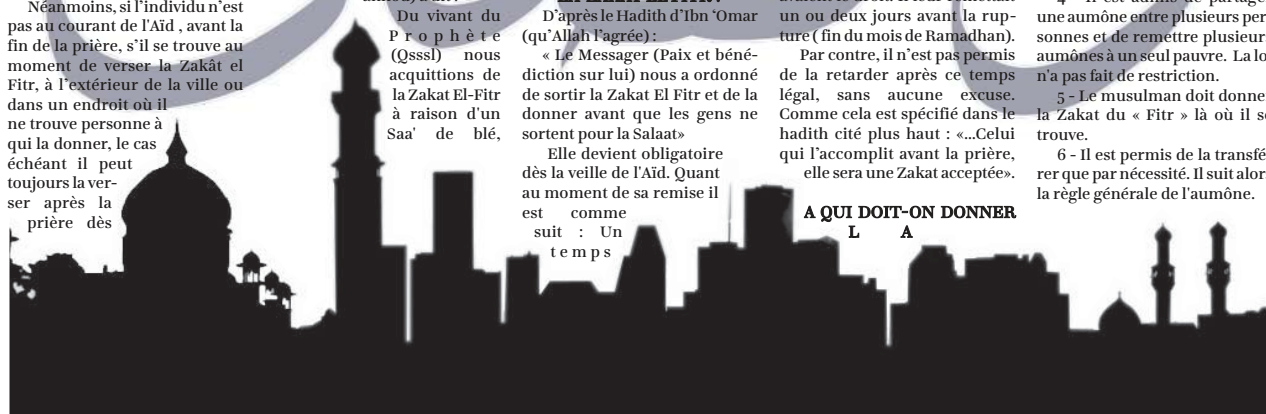 Néanmoins, si l'individu n'est
pas au courant de l'Aïd , avant la
fin de la prière, s'il se trouve au
moment de verser la Zakât el
Fitr, à l'extérieur de la ville ou
dans un endroit où il
ne trouve personne à
qui la donner, le cas
échéant il peut
toujours la ver-
ser après la
prière dès
Du vivant du
Prophète
(Qsssl) nous
acquittions de
la Zakat El-Fitr
à raison d'un
Saa' de blé,
D'après le Hadith d'Ibn ‘Omar
(qu’Allah l’agrée) :
« Le Messager (Paix et béné-
diction sur lui) nous a ordonné
de sortir la Zakat El Fitr et de la
donner avant que les gens ne
sortent pour la Salaat»
Elle devient obligatoire
dès la veille de l'Aïd. Quant
au moment de sa remise il
est comme
suit : Un
temps
un ou deux jours avant la rup-
ture ( fin du mois de Ramadhan).
Par contre, il n'est pas permis
de la retarder après ce temps
légal, sans aucune excuse.
Comme cela est spécifié dans le
hadith cité plus haut : «...Celui
qui l’accomplit avant la prière,
elle sera une Zakat acceptée».
A QUI DOIT-ON DONNER
L A
une aumône entre plusieurs per
sonnes et de remettre plusieur
aumônes à un seul pauvre. La lo
n'a pas fait de restriction.
5 - Le musulman doit donne
la Zakat du « Fitr » là où il s
trouve.
6 - Il est permis de la transfé
rer que par nécessité. Il suit alor
la règle générale de l'aumône.